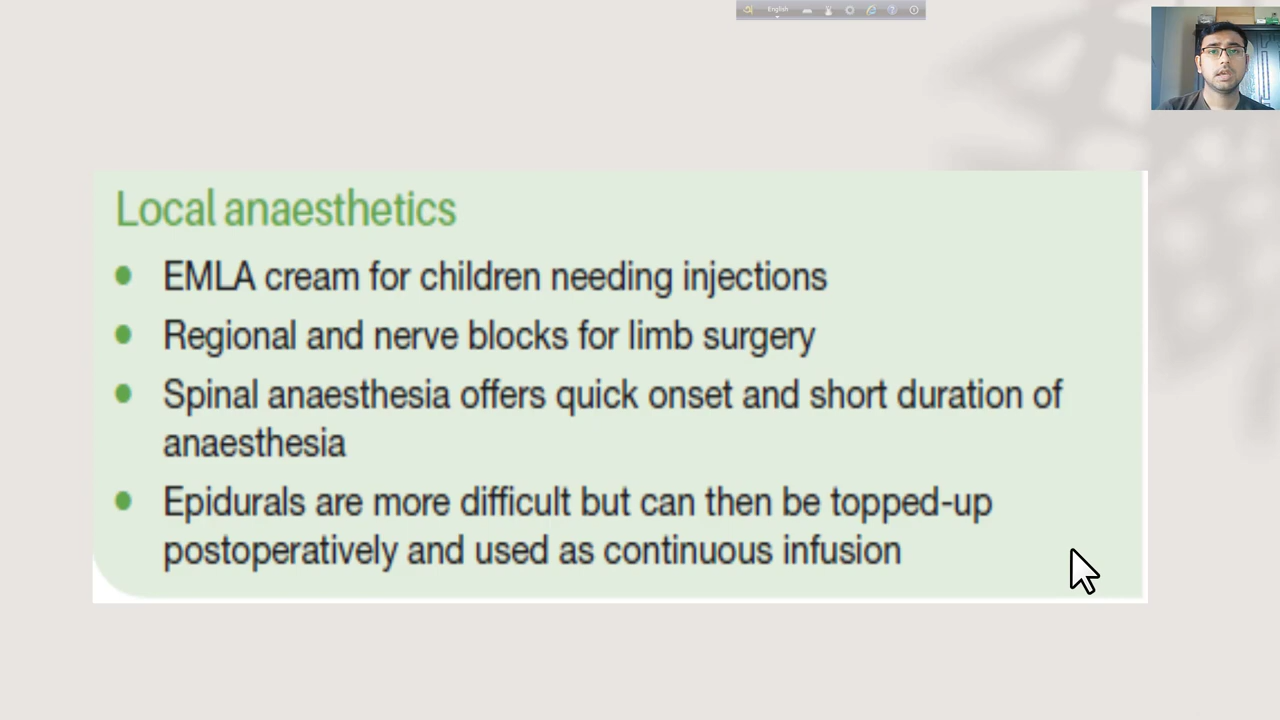 English
Local anaesthetics
EMLA cream for children needing injections
Regional and nerve blocks for limb surgery
Spinal anaesthesia offers quick onset and short duration of
anaesthesia
Epidurals are more difficult but can then be topped-up
postoperatively and used as continuous infusion